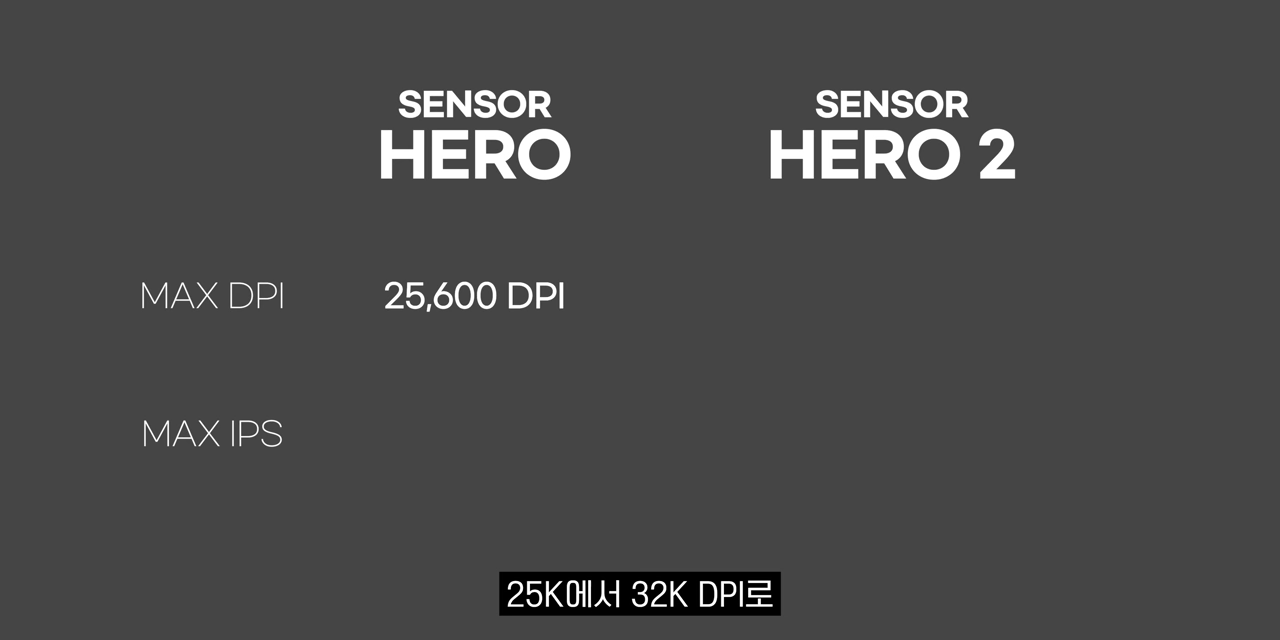 SENSOR
HERO
SENSOR
HERO 2
MAX DPI
25,600 DPI
MAX IPS
25K에서 32K DPI로